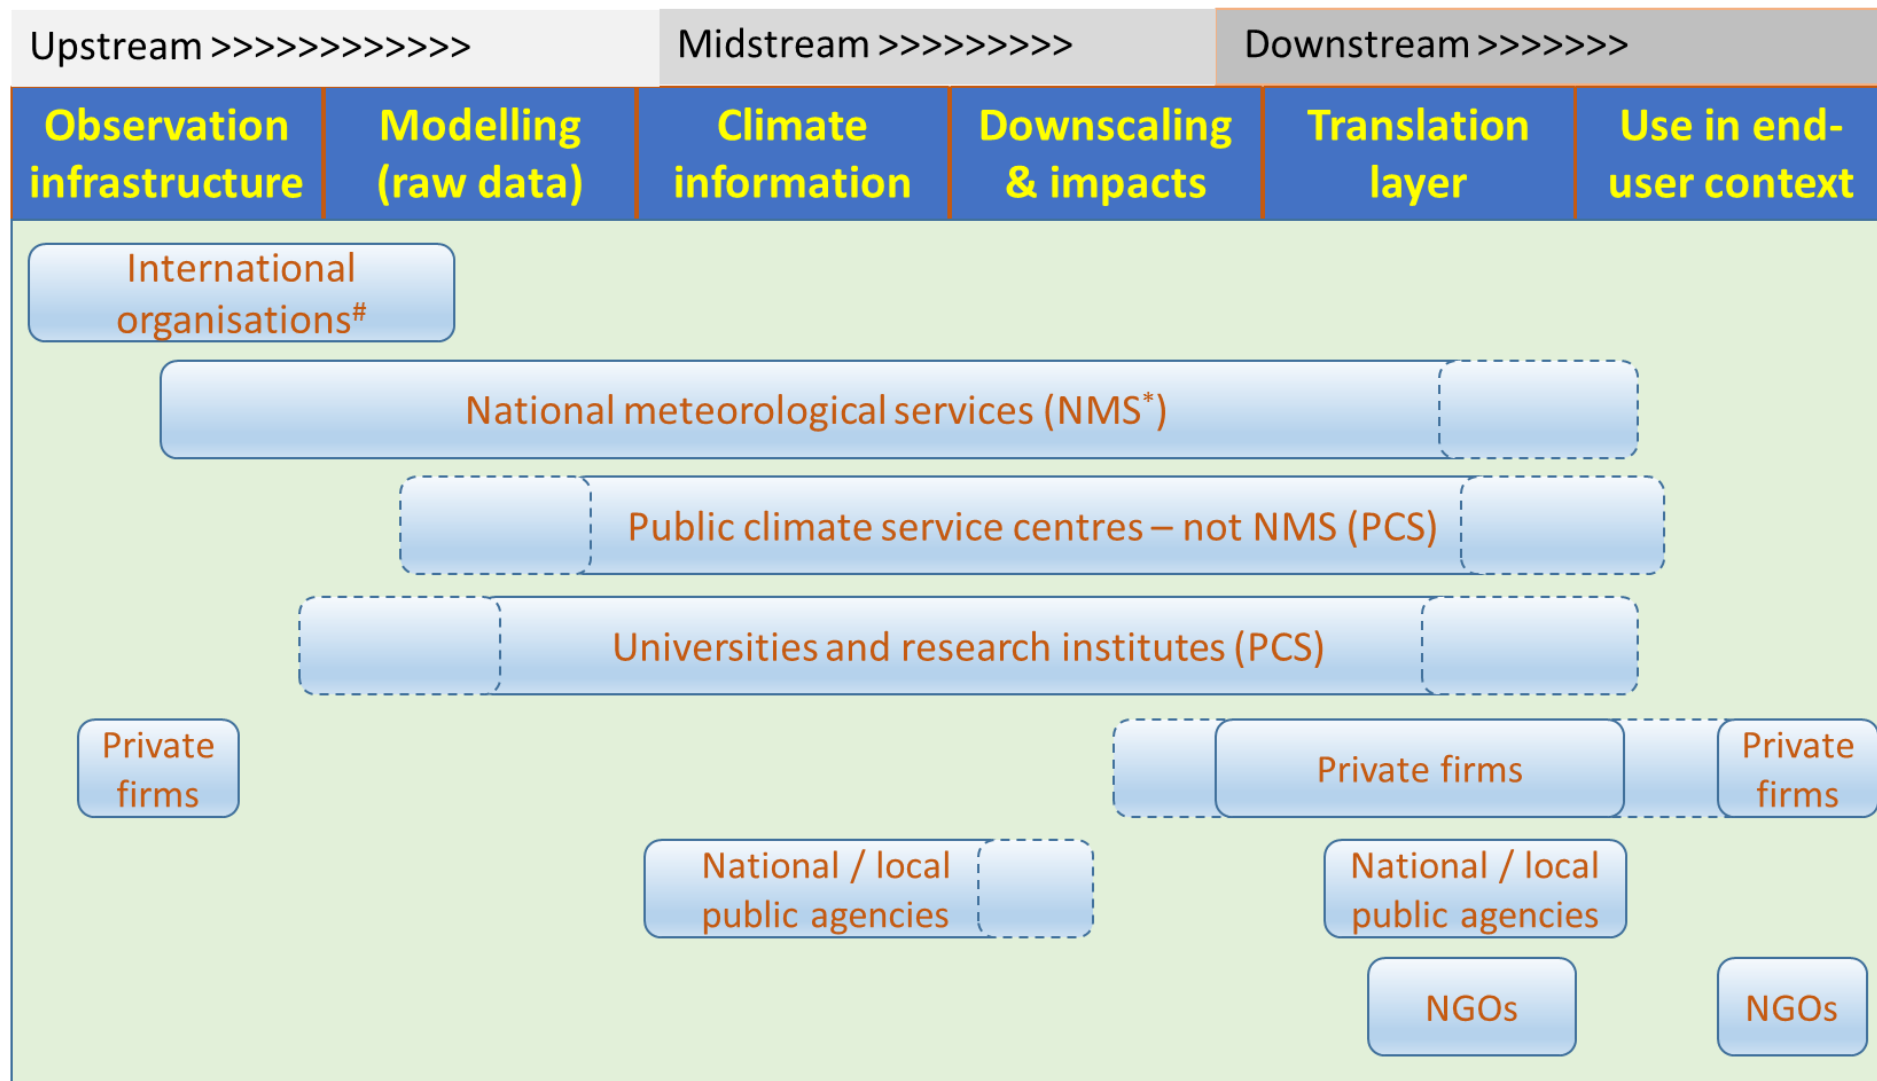 Upstream >>>>>>>>>>>> Midstream >>>>>>>>> Downstream >>>>>>>
Observation
infrastructure
Modelling
(raw data)
Climate
information
Downscaling
& impacts
Translation
layer
Use in end-
user context
International
organisations#
National meteorological services (NMS*)
Public climate service centres – not NMS (PCS)
Universities and research institutes (PCS)
Private
firms
Private firms
Private
firms
National / local
public agencies
National / local
public agencies
NGOs
NGOs